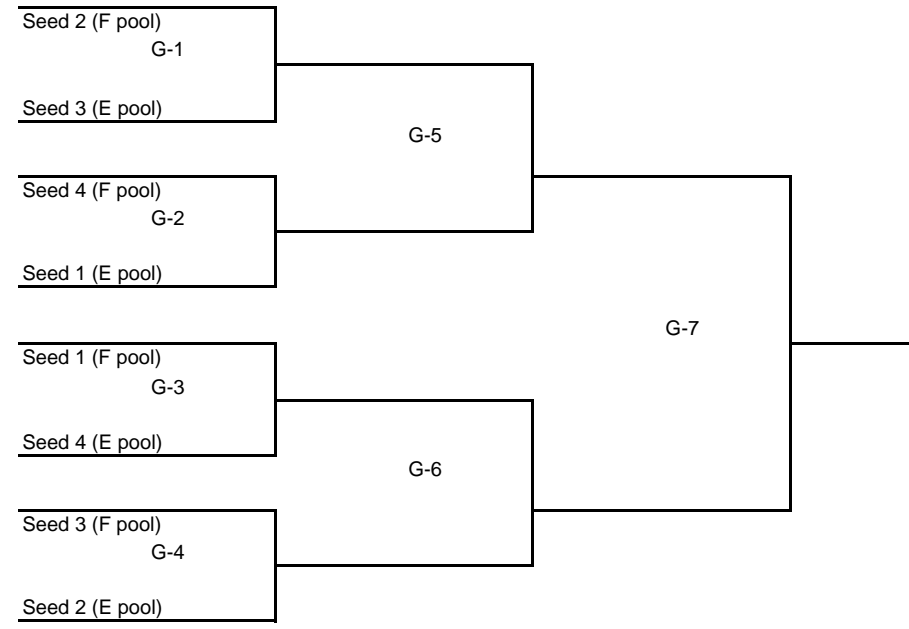 Seed 2 (F pool)
G-1
Seed 3 (E pool)
G-5
Seed 4 (F pool)
G-2
Seed 1 (E pool)
G-7
Seed 1 (F pool)
G-3
Seed 4 (E pool)
G-6
Seed 3 (F pool)
G-4
Seed 2 (E pool)